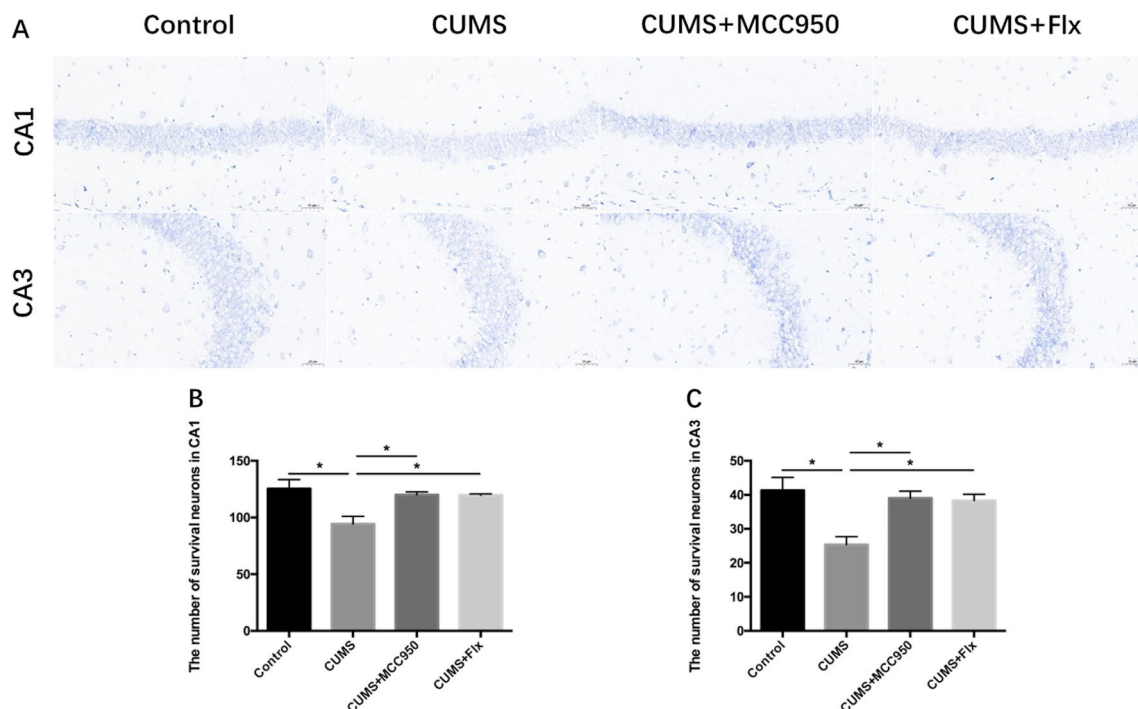 A
Control CUMS CUMS+MCC950 CUMS+Flx
CA1
CA3
B
The number of survival neurons in CA1
150
100
50
0
* * *
Control
CUMS
CUMS+MCC950
CUMS+Flx
C
The number of survival neurons in CA3
50
40
30
20
10
0
* * *
Control
CUMS
CUMS+MCC950
CUMS+Flx